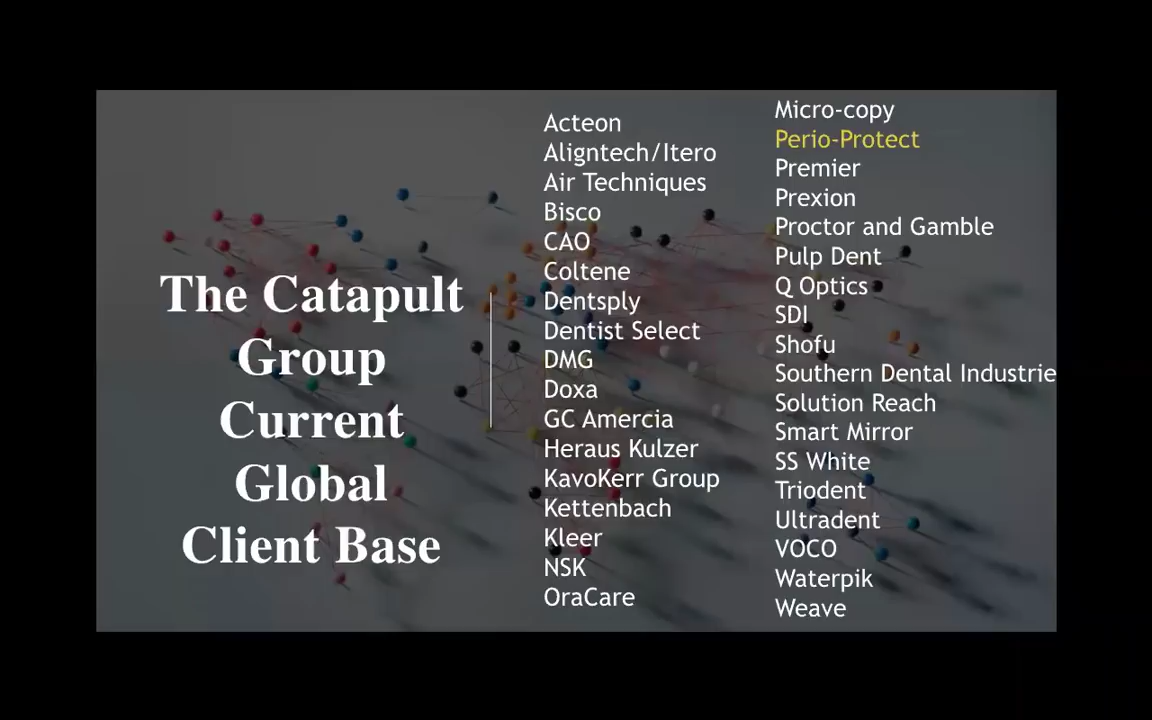 The Catapult
Group
Current
Global
Client Base
Acteon
Aligntech/Itero
Air Techniques
Bisco
CAO
Coltene
Dentsply
Dentist Select
DMG
Doxa
GC Amercia
Heraus Kulzer
KavoKerr Group
Kettenbach
Kleer
NSK
OraCare
Micro-copy
Perio-Protect
Premier
Prexion
Proctor and Gamble
Pulp Dent
Q Optics
SDI
Shofu
Southern Dental Industrie
Solution Reach
Smart Mirror
SS White
Triodent
Ultradent
VOCO
Waterpik
Weave